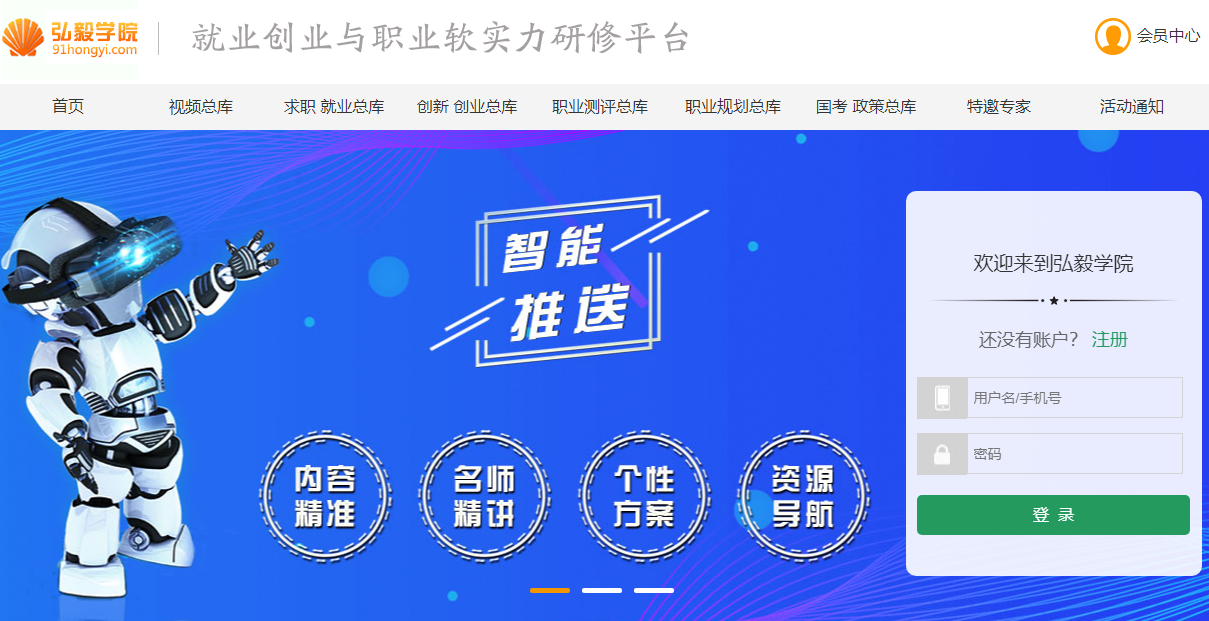 弘毅学院
91hongyi.com
就业创业与职业软实力研修平台
会员中心
首页 视频总库 求职 就业总库 创新 创业总库 职业测评总库 职业规划总库 国考 政策总库 特邀专家 活动通知
智能
推送
内容
精准
名师
精讲
个性
方案
资源
导航
欢迎来到弘毅学院
还没有账户? 注册
用户名/手机号
密码
登 录